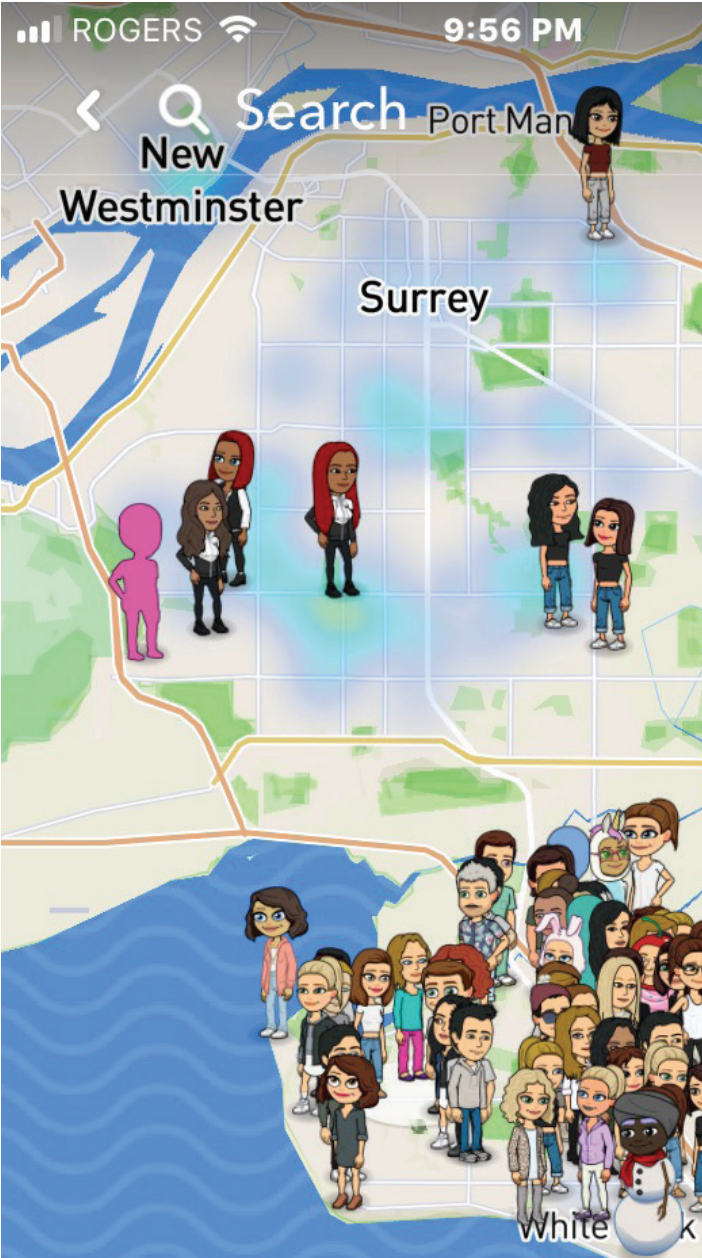 ROGERS 9:56 PM
Search
Port Man
New
Westminster
Surrey
White k